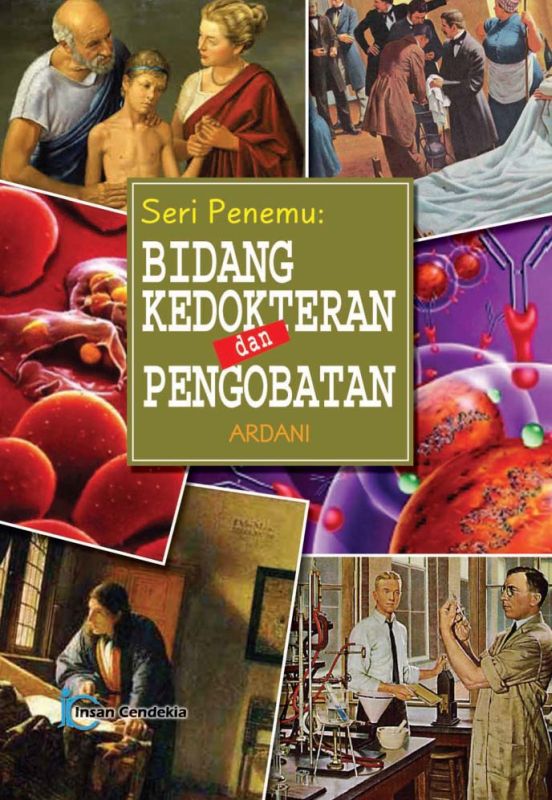 Seri Penemu:
BIDANG
KEDOKTERAN
dan
PENGOBATAN
ARDANI
Insan Cendekia